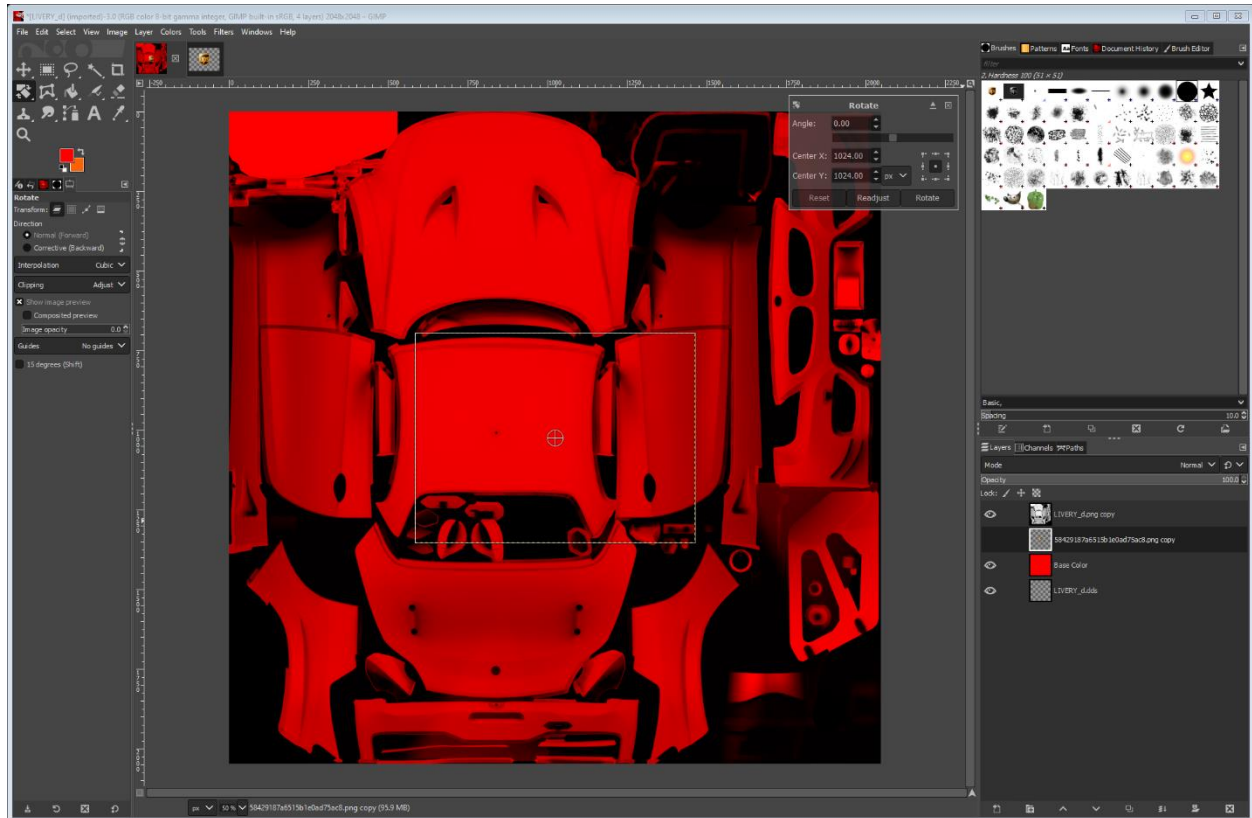 *[LIVERY_d] (imported)-3.0 (RGB color 8-bit gamma integer, GIMP built-in sRGB, 4 layers) 2048x2048 – GIMP
File Edit Select View Image Layer Colors Tools Filters Windows Help
Brushes Patterns Fonts Document History Brush Editor
filter
2. Hardness 100 (51 × 51)
Rotate
Angle: 0.00
Center X: 1024.00
Center Y: 1024.00 px
Reset Readjust Rotate
Rotate
Transform:
Direction
Normal (Forward)
Corrective (Backward)
Interpolation Cubic
Clipping Adjust
Show image preview
Composited preview
Image opacity 0.0
Guides No guides
15 degrees (Shift)
Basic,
Spacing 10.0
Layers Channels Paths
Mode Normal
Opacity 100.0
Lock:
LIVERY_d.png copy
58429187a6515b1e0ad75ac8.png copy
Base Color
LIVERY_d.dds
px 50 % 58429187a6515b1e0ad75ac8.png copy (95.9 MB)